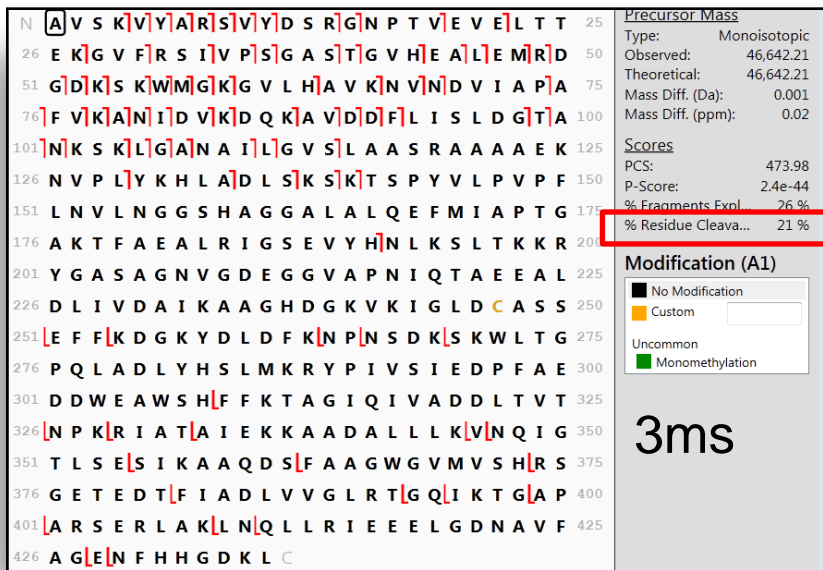 N A V S K V Y A R S V Y D S R G N P T V E V E L T T 25
26 E K G V F R S I V P S G A S T G V H E A L E M R D 50
51 G D K S K W M G K G V L H A V K N V N D V I A P A 75
76 F V K A N I D V K D Q K A V D D F L I S L D G T A 100
101 N K S K L G A N A I L G V S L A A S R A A A A E K 125
126 N V P L Y K H L A D L S K S K T S P Y V L P V P F 150
151 L N V L N G G S H A G G A L A L Q E F M I A P T G 175
176 A K T F A E A L R I G S E V Y H N L K S L T K K R 200
201 Y G A S A G N V G D E G G V A P N I Q T A E E A L 225
226 D L I V D A I K A A G H D G K V K I G L D C A S S 250
251 E F F K D G K Y D L D F K N P N S D K S K W L T G 275
276 P Q L A D L Y H S L M K R Y P I V S I E D P F A E 300
301 D D W E A W S H F F K T A G I Q I V A D D L T V T 325
326 N P K R I A T A I E K K A A D A L L L K V N Q I G 350
351 T L S E S I K A A Q D S F A A G W G V M V S H R S 375
376 G E T E D T F I A D L V V G L R T G Q I K T G A P 400
401 A R S E R L A K L N Q L L R I E E E L G D N A V F 425
426 A G E N F H H G D K L C
Precursor Mass
Type: Monoisotopic
Observed: 46,642.21
Theoretical: 46,642.21
Mass Diff. (Da): 0.001
Mass Diff. (ppm): 0.02
Scores
PCS: 473.98
P-Score: 2.4e-44
% Fragments Expl... 26 %
% Residue Cleava... 21 %
Modification (A1)
No Modification
Custom
Uncommon
Monomethylation
3ms